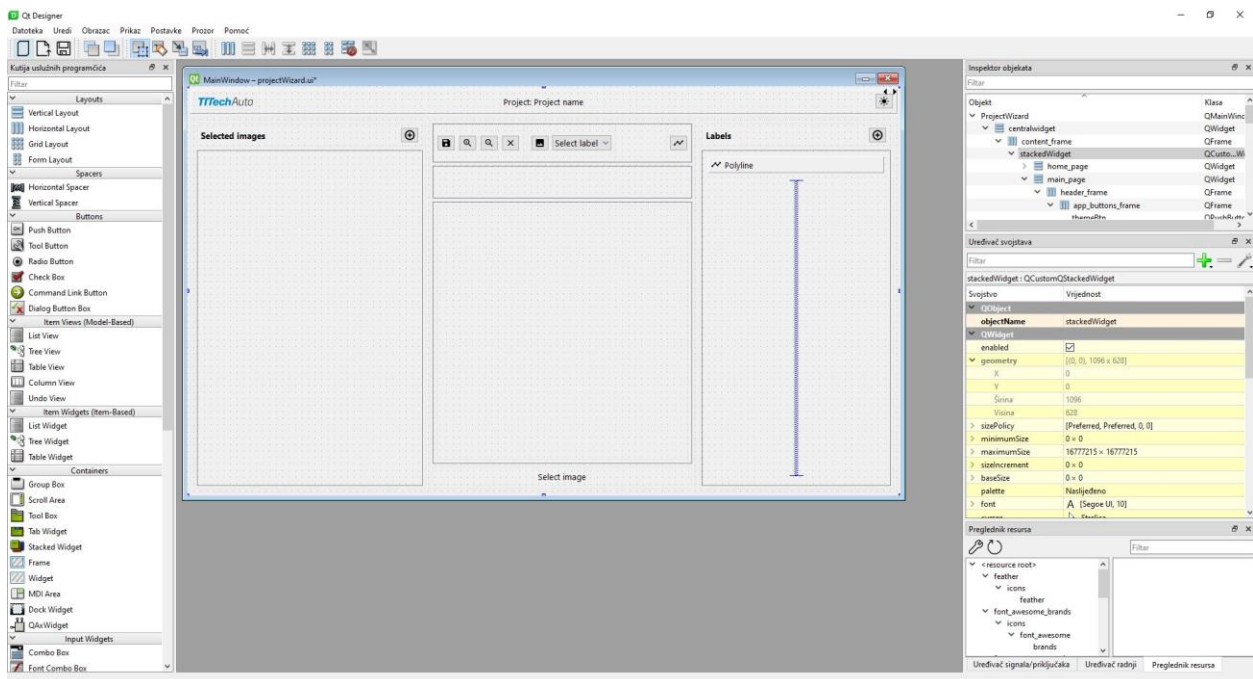 Qt Designer
Datoteka Uredi Obrazac Prikaz Postavke Prozor Pomoć
Kutija uslužnih programčića
Filtar
Layouts
Vertical Layout
Horizontal Layout
Grid Layout
Form Layout
Spacers
Horizontal Spacer
Vertical Spacer
Buttons
Push Button
Tool Button
Radio Button
Check Box
Command Link Button
Dialog Button Box
Item Views (Model-Based)
List View
Tree View
Table View
Column View
Undo View
Item Widgets (Item-Based)
List Widget
Tree Widget
Table Widget
Containers
Group Box
Scroll Area
Tool Box
Tab Widget
Stacked Widget
Frame
Widget
MDI Area
Dock Widget
QAxWidget
Input Widgets
Combo Box
Font Combo Box
MainWindow – projectWizard.ui*
TTTechAuto
Project: Project name
Selected images
Select label
Labels
Polyline
Select image
Inspektor objekata
Filtar
Objekt Klasa
ProjectWizard QMainWinc
centralwidget QWidget
content_frame QFrame
stackedWidget QCusto...Wi
home_page QWidget
main_page QWidget
header_frame QFrame
app_buttons_frame QFrame
themeBtn QPushButtc
Uređivač svojstava
Filtar
stackedWidget : QCustomQStackedWidget
Svojstvo Vrijednost
QObject
objectName stackedWidget
QWidget
enabled
geometry [(0, 0), 1096 x 628]
X 0
Y 0
Širina 1096
Visina 628
sizePolicy [Preferred, Preferred, 0, 0]
minimumSize 0 × 0
maximumSize 16777215 × 16777215
sizeIncrement 0 × 0
baseSize 0 × 0
palette Naslijeđeno
font A [Segoe UI, 10]
Preglednik resursa
Filtar
<resource root>
feather
icons
feather
font_awesome_brands
icons
font_awesome
brands
Uređivač signala/priključaka Uređivač radnji Preglednik resursa